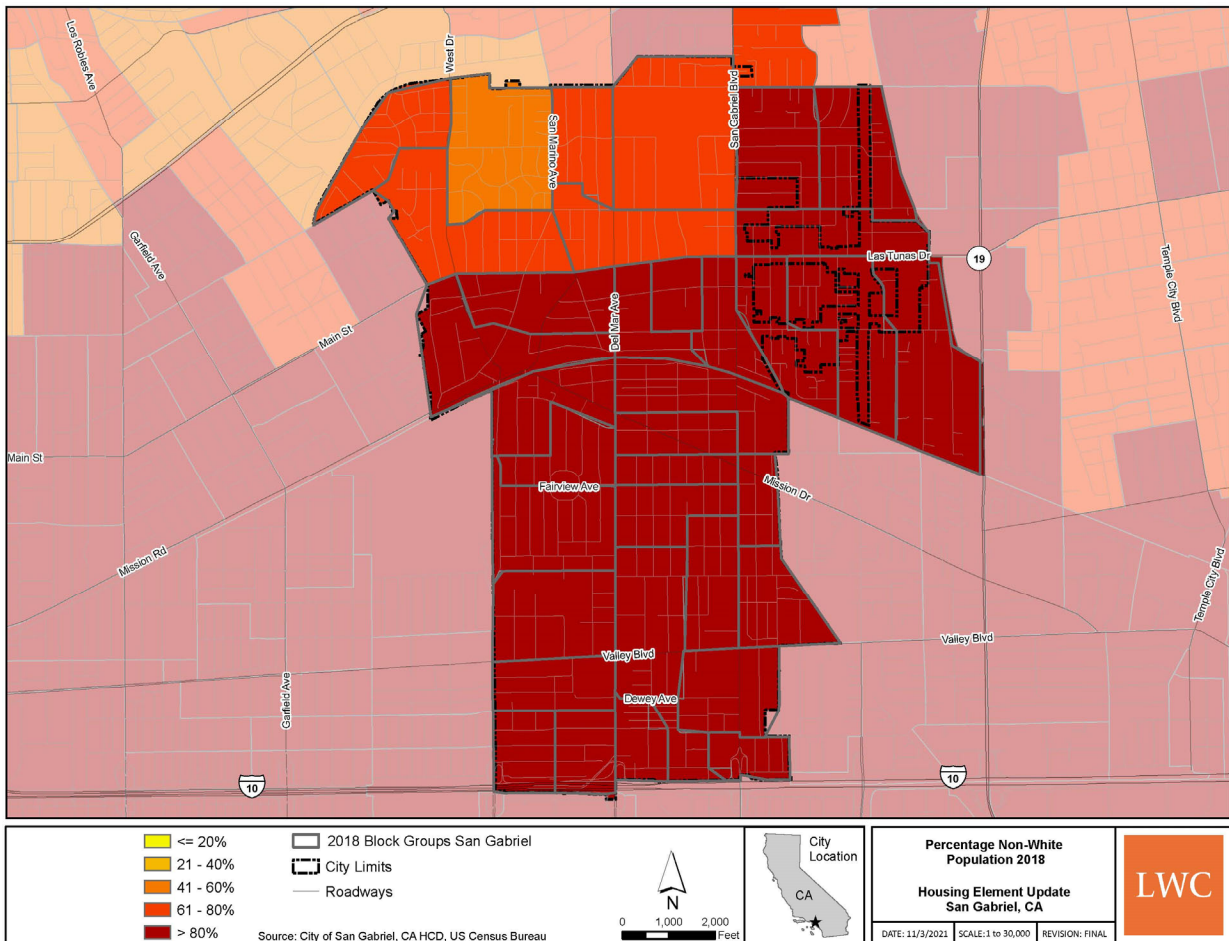 Los Robles Ave
West Dr
San Marino Ave
San Gabriel Blvd
Garfield Ave
Las Tunas Dr
19
Temple City Blvd
Main St
Del Mar Ave
Main St
Fairview Ave
Mission Dr
Mission Rd
Temple City Blvd
Valley Blvd
Valley Blvd
Dewey Ave
Garfield Ave
10
10
<= 20%
21 - 40%
41 - 60%
61 - 80%
> 80%
2018 Block Groups San Gabriel
City Limits
Roadways
Source: City of San Gabriel, CA HCD, US Census Bureau
N
0 1,000 2,000
Feet
City
Location
CA
Percentage Non-White
Population 2018
Housing Element Update
San Gabriel, CA
DATE: 11/3/2021 SCALE:1 to 30,000 REVISION: FINAL
LWC